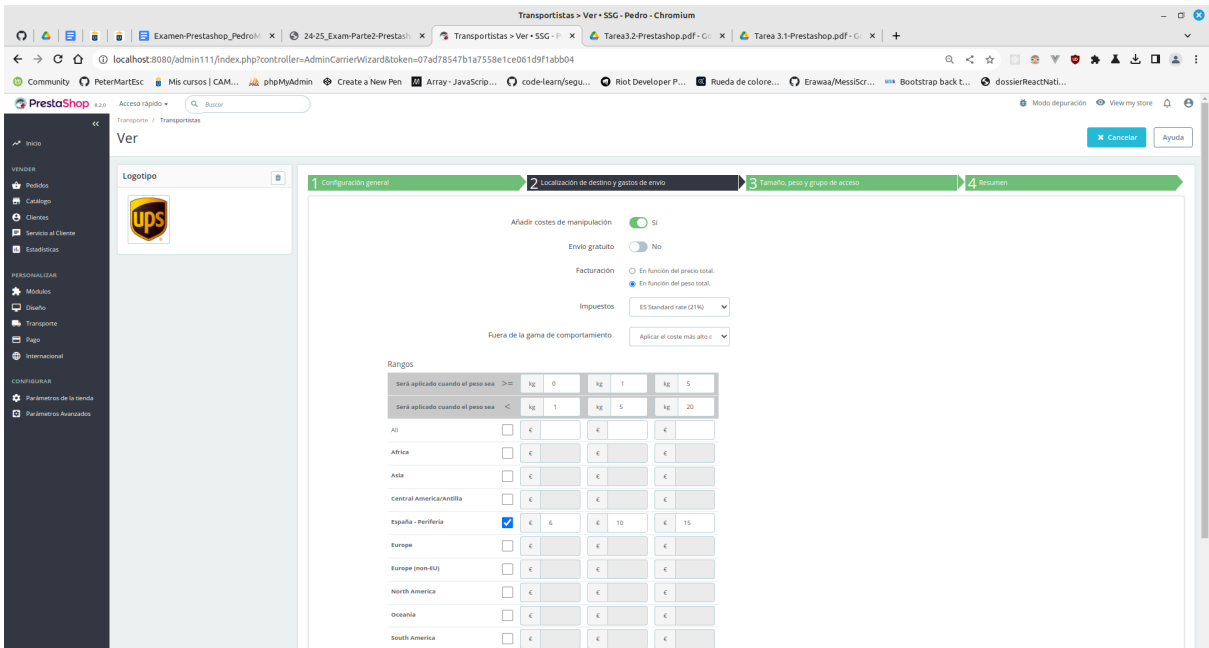 Transportistas > Ver • SSG - Pedro - Chromium
Examen-Prestashop_PedroM
24-25_Exam-Parte2-Prestash
Transportistas > Ver • SSG - P
Tarea3.2-Prestashop.pdf - Go
Tarea 3.1-Prestashop.pdf - G
localhost:8080/admin111/index.php?controller=AdminCarrierWizard&token=07ad78547b1a7558e1ce061d9f1abb04
Community PeterMartEsc Mis cursos | CAM... phpMyAdmin Create a New Pen Array - JavaScrip... code-learn/segu... Riot Developer P... Rueda de colore... Erawaa/MessiScr... Bootstrap back t... dossierReactNati...
PrestaShop 8.2.0 Acceso rápido Buscar Modo depuración View my store
Transporte / Transportistas
Ver
Cancelar Ayuda
Inicio
VENDER
Pedidos
Catálogo
Clientes
Servicio al Cliente
Estadísticas
PERSONALIZAR
Módulos
Diseño
Transporte
Pago
Internacional
CONFIGURAR
Parámetros de la tienda
Parámetros Avanzados
Logotipo
ups
1 Configuración general 2 Localización de destino y gastos de envío 3 Tamaño, peso y grupo de acceso 4 Resumen
Añadir costes de manipulación Sí
Envío gratuito No
Facturación En función del precio total.
En función del peso total.
Impuestos ES Standard rate (21%)
Fuera de la gama de comportamiento Aplicar el coste más alto c
Rangos
Será aplicado cuando el peso sea >= kg 0 kg 1 kg 5
Será aplicado cuando el peso sea < kg 1 kg 5 kg 20
All € € €
Africa € € €
Asia € € €
Central America/Antilla € € €
España - Periferia € 6 € 10 € 15
Europe € € €
Europe (non-EU) € € €
North America € € €
Oceania € € €
South America € € €